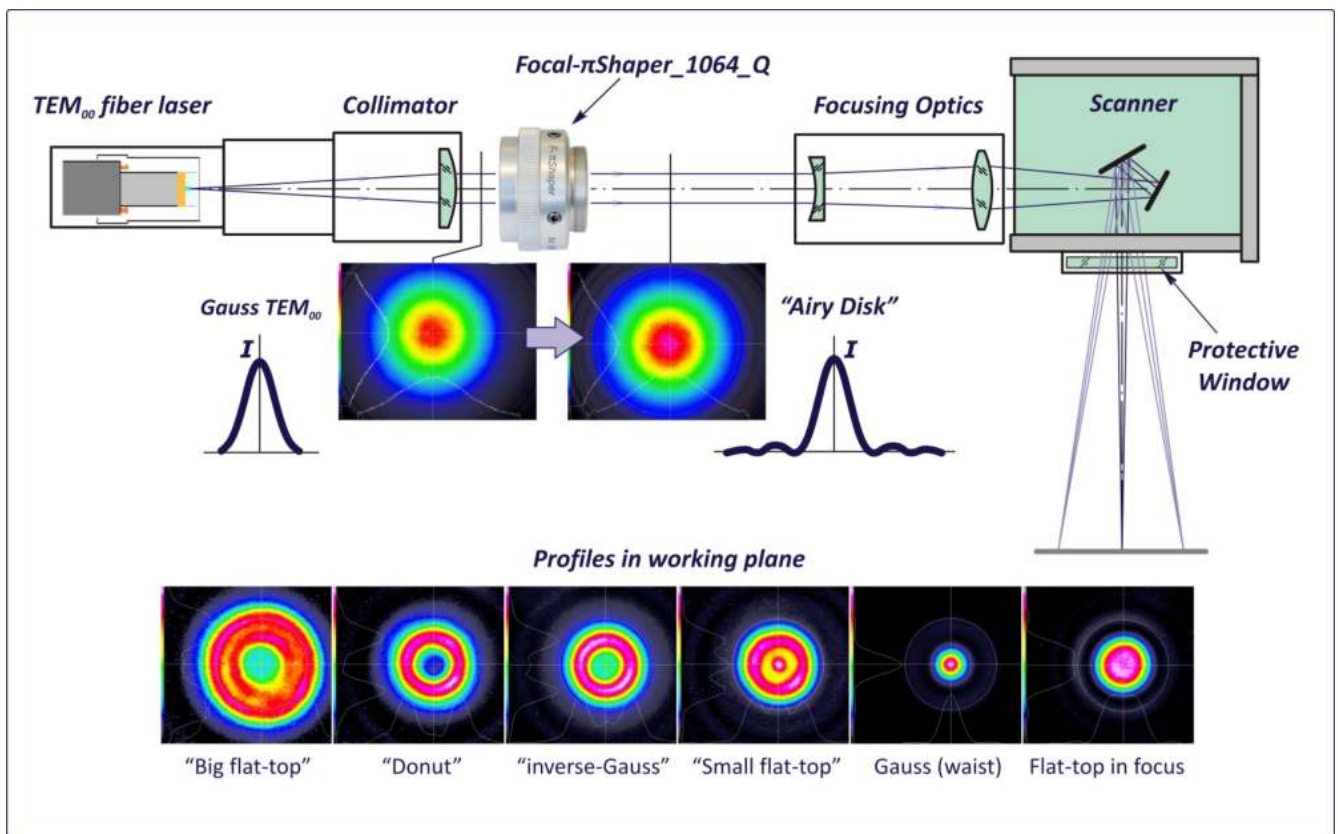 Focal-πShaper_1064_Q
TEM₀₀ fiber laser
Collimator
Focusing Optics
Scanner
F-πShaper
Gauss TEM₀₀
I
“Airy Disk”
I
Protective
Window
Profiles in working plane
“Big flat-top”
“Donut”
“inverse-Gauss”
“Small flat-top”
Gauss (waist)
Flat-top in focus